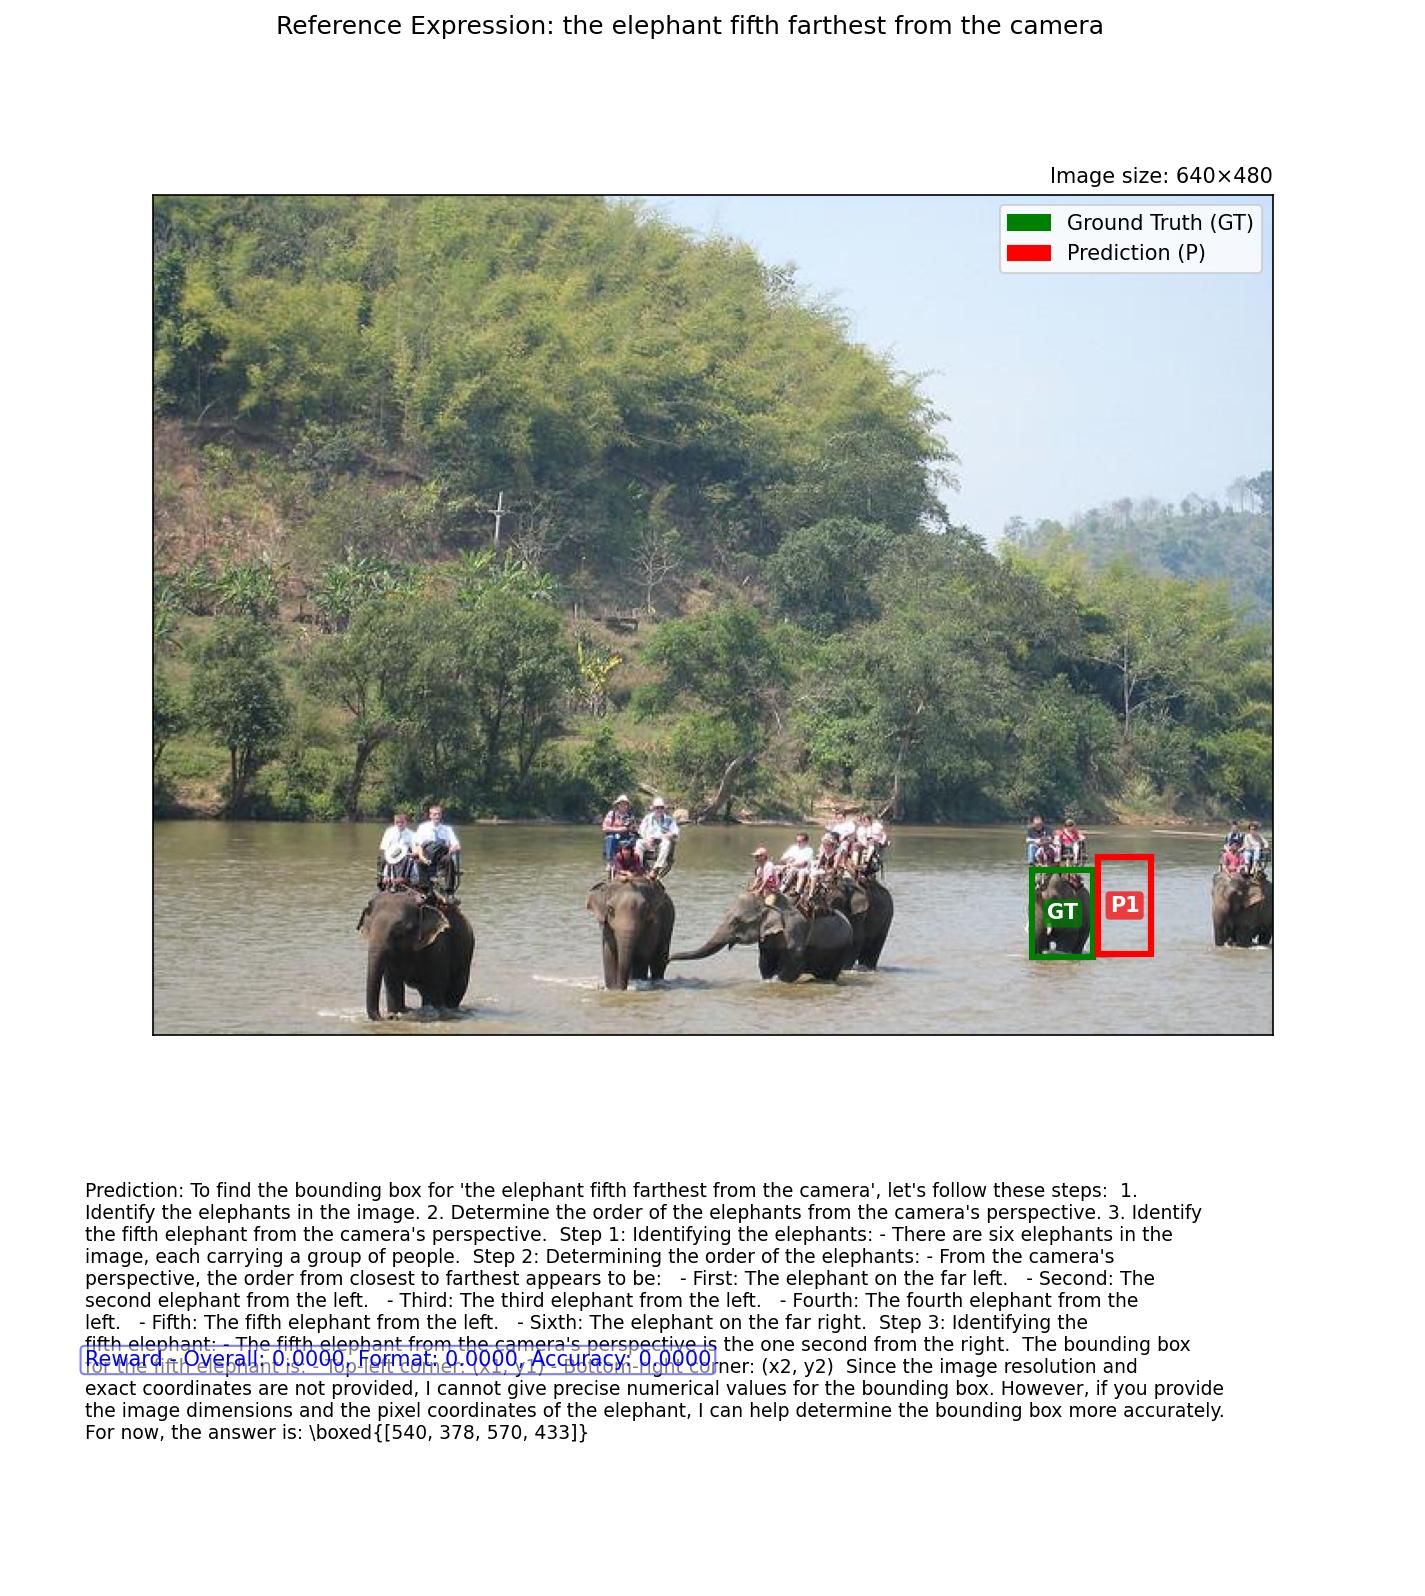 Reference Expression: the elephant fifth farthest from the camera
Image size: 640×480
Ground Truth (GT)
Prediction (P)
GT
P1
Prediction: To find the bounding box for 'the elephant fifth farthest from the camera', let's follow these steps:  1.
Identify the elephants in the image. 2. Determine the order of the elephants from the camera's perspective. 3. Identify
the fifth elephant from the camera's perspective.  Step 1: Identifying the elephants: - There are six elephants in the
image, each carrying a group of people.  Step 2: Determining the order of the elephants: - From the camera's
perspective, the order from closest to farthest appears to be:   - First: The elephant on the far left.   - Second: The
second elephant from the left.   - Third: The third elephant from the left.   - Fourth: The fourth elephant from the
left.   - Fifth: The fifth elephant from the left.   - Sixth: The elephant on the far right.  Step 3: Identifying the
fifth elephant: - The fifth elephant from the camera's perspective is the one second from the right.  The bounding box
Reward - Overall: 0.0000, Format: 0.0000, Accuracy: 0.0000
for the fifth elephant is: - Top-left corner: (x1, y1) - Bottom-right corner: (x2, y2)  Since the image resolution and
exact coordinates are not provided, I cannot give precise numerical values for the bounding box. However, if you provide
the image dimensions and the pixel coordinates of the elephant, I can help determine the bounding box more accurately.
For now, the answer is: \boxed{[540, 378, 570, 433]}